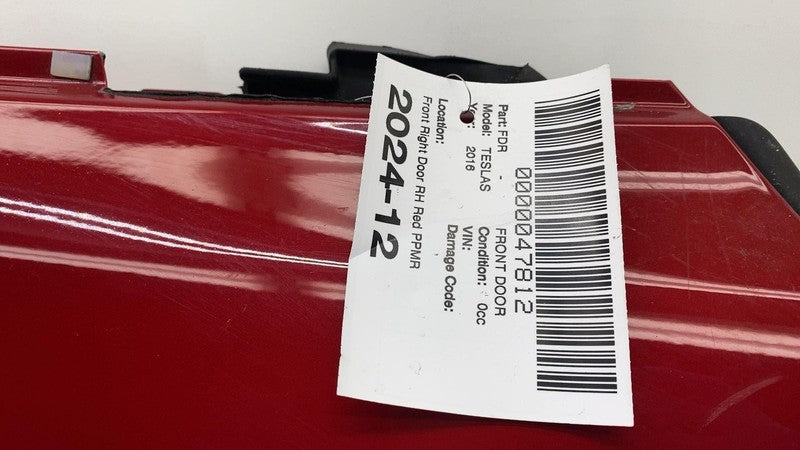 0000047812
Part: FDR - FRONT DOOR
Model: TESLAS Condition: 0cc
Year: 2016 VIN:
Damage Code:
Location:
Front Right Door RH Red PPMR
2024-12